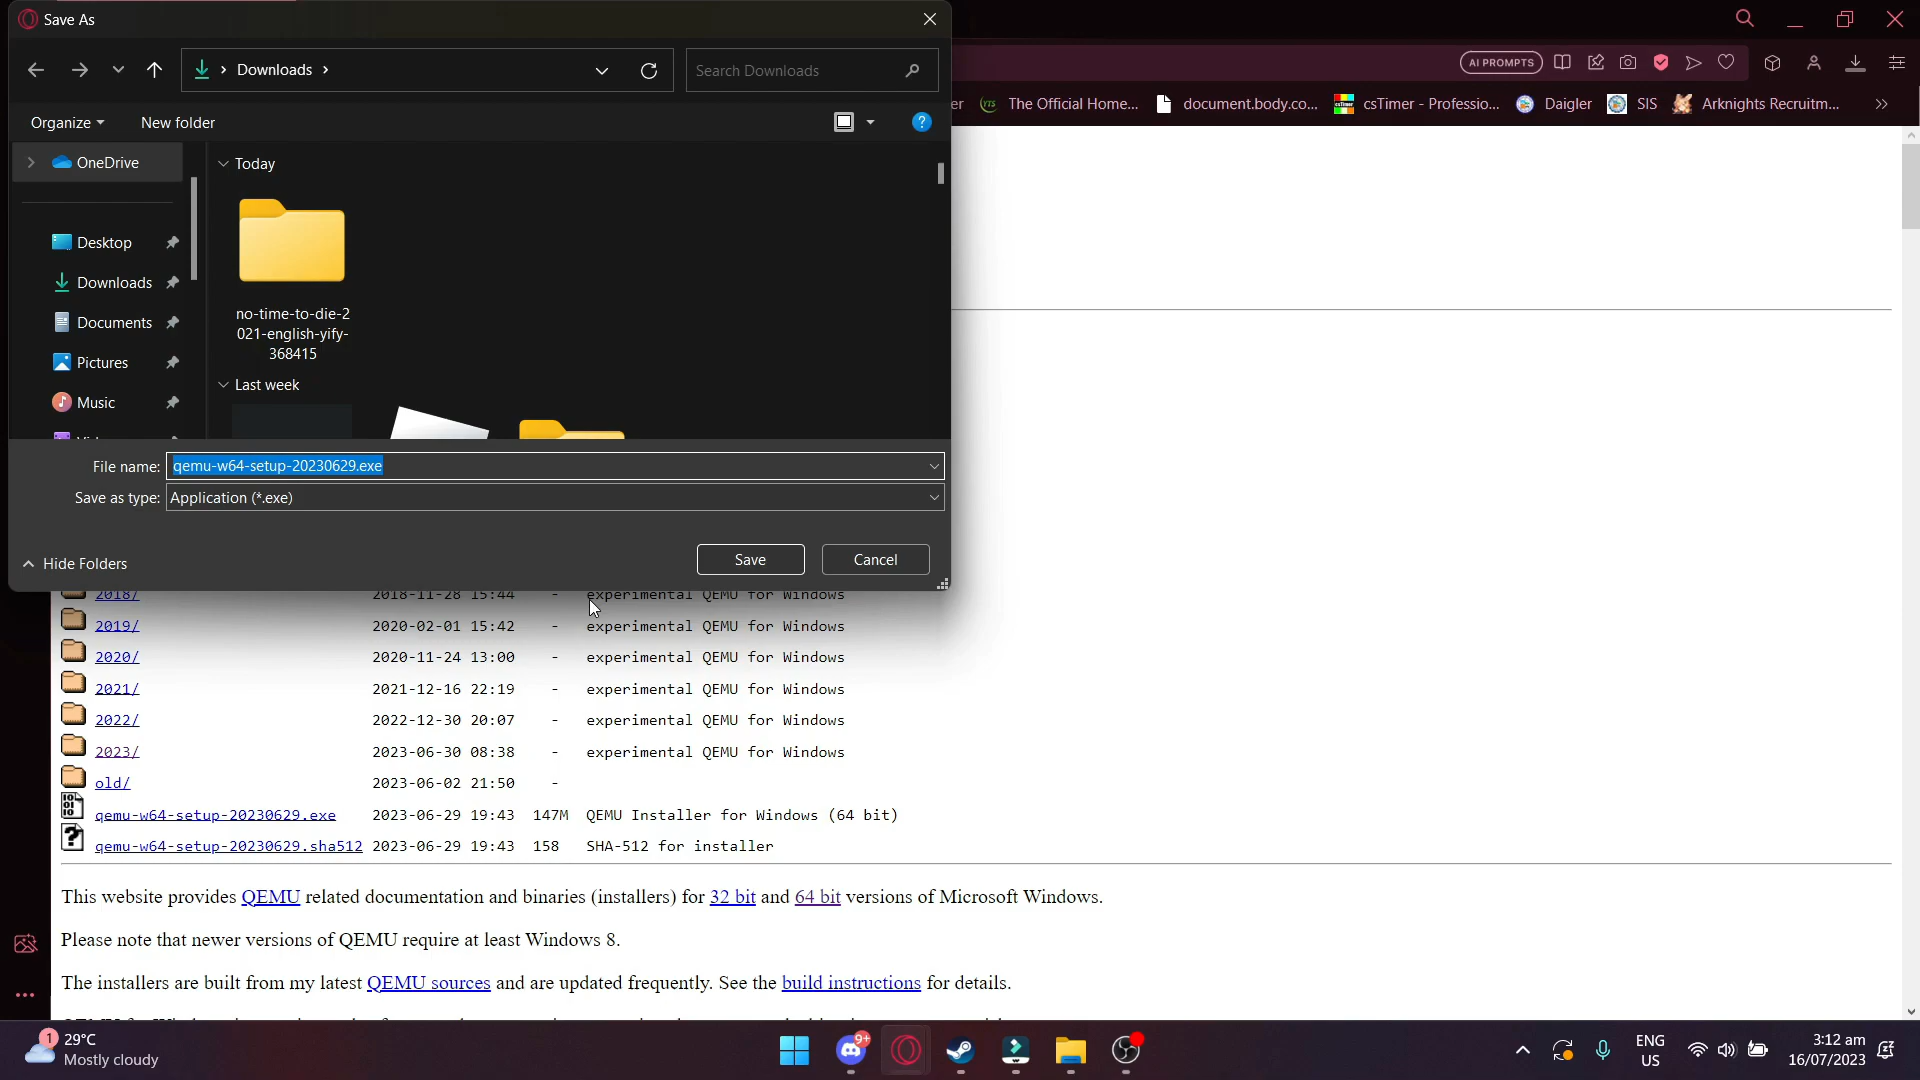 Save As
Downloads
Search Downloads
AI PROMPTS
Organize
New folder
er
YTS
The Official Home...
document.body.co...
csTimer
csTimer - Professio...
Daigler
SIS
Arknights Recruitm...
OneDrive
Today
Desktop
Downloads
Documents
Pictures
Music
no-time-to-die-2
021-english-yify-
368415
Last week
File name: qemu-w64-setup-20230629.exe
Save as type: Application (*.exe)
Hide Folders
Save
Cancel
2018/ 2018-11-28 15:44 - experimental QEMU for Windows
2019/ 2020-02-01 15:42 - experimental QEMU for Windows
2020/ 2020-11-24 13:00 - experimental QEMU for Windows
2021/ 2021-12-16 22:19 - experimental QEMU for Windows
2022/ 2022-12-30 20:07 - experimental QEMU for Windows
2023/ 2023-06-30 08:38 - experimental QEMU for Windows
old/ 2023-06-02 21:50 -
qemu-w64-setup-20230629.exe 2023-06-29 19:43 147M QEMU Installer for Windows (64 bit)
qemu-w64-setup-20230629.sha512 2023-06-29 19:43 158 SHA-512 for installer
This website provides QEMU related documentation and binaries (installers) for 32 bit and 64 bit versions of Microsoft Windows.
Please note that newer versions of QEMU require at least Windows 8.
The installers are built from my latest QEMU sources and are updated frequently. See the build instructions for details.
1
29°C
Mostly cloudy
9+
ENG
US
3:12 am
16/07/2023